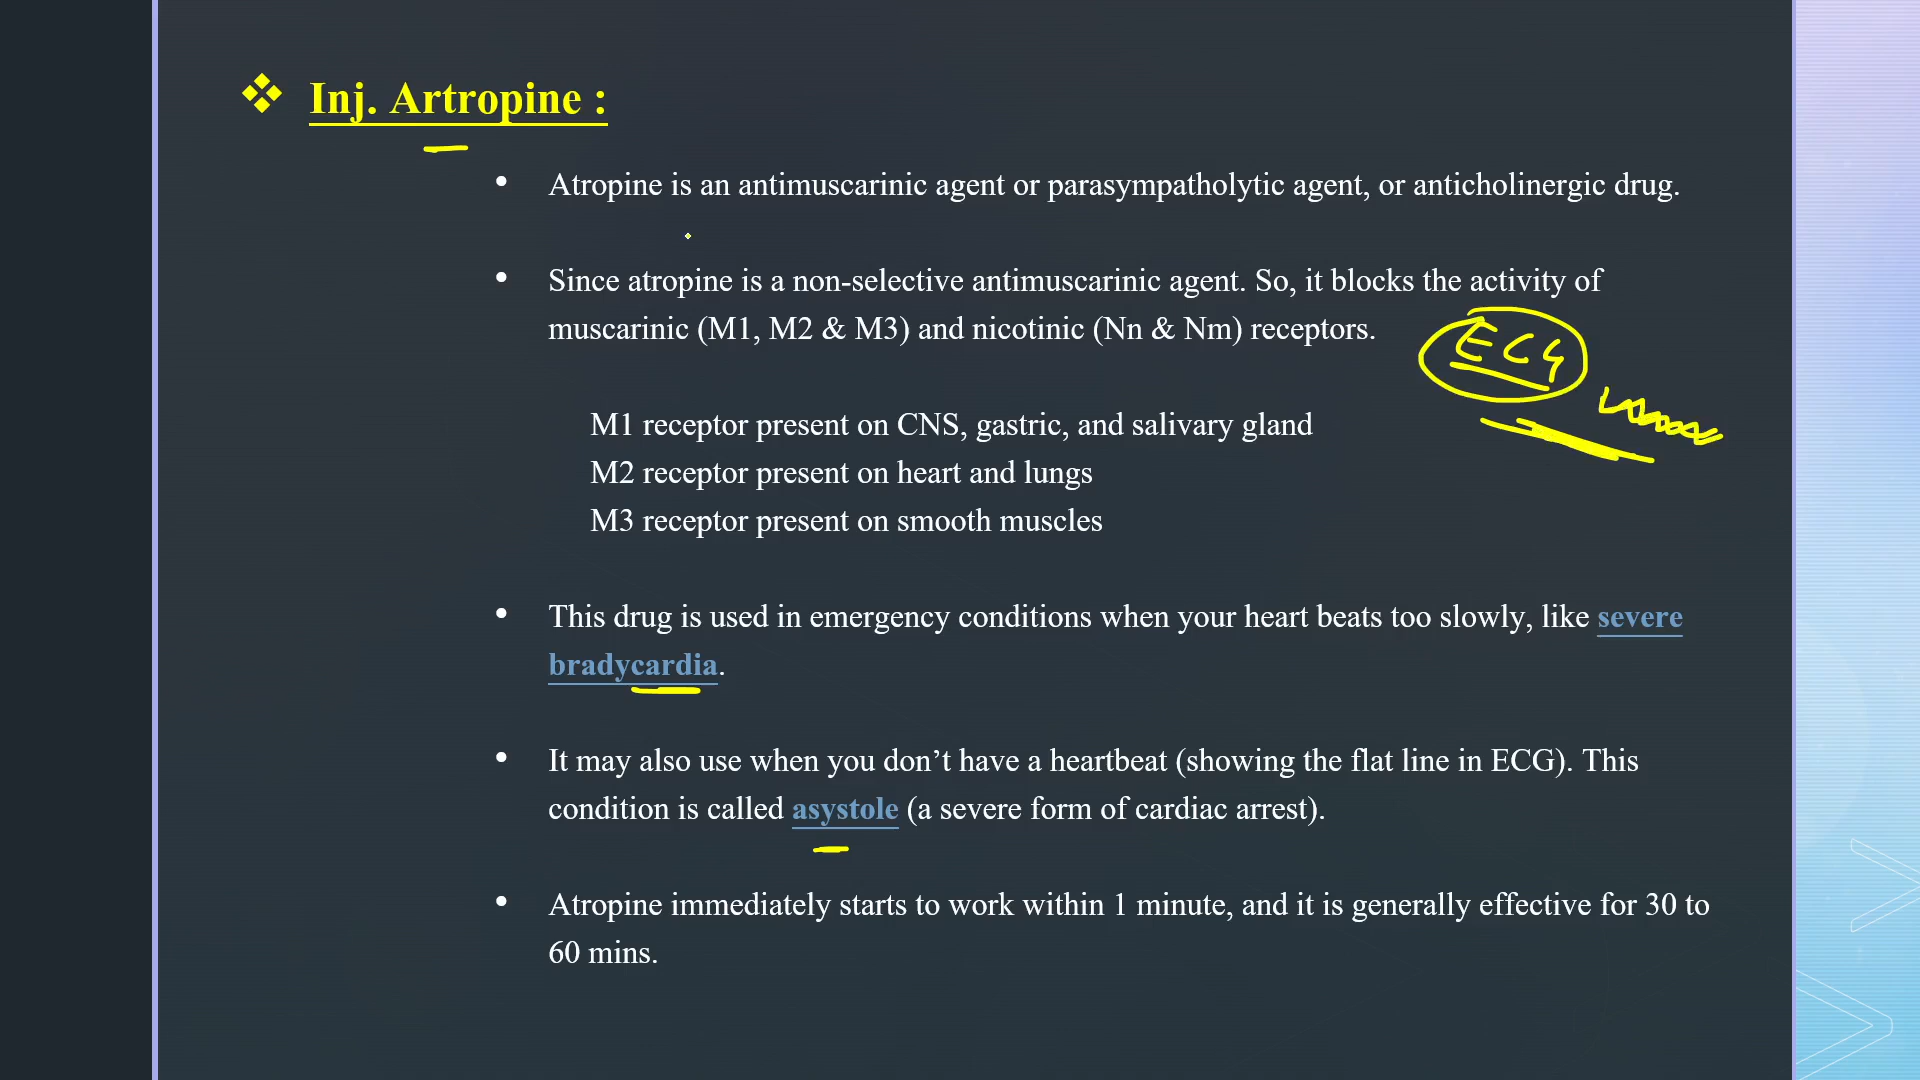 Inj. Artropine :
Atropine is an antimuscarinic agent or parasympatholytic agent, or anticholinergic drug.
Since atropine is a non-selective antimuscarinic agent. So, it blocks the activity of
muscarinic (M1, M2 & M3) and nicotinic (Nn & Nm) receptors.
ECG
M1 receptor present on CNS, gastric, and salivary gland
M2 receptor present on heart and lungs
M3 receptor present on smooth muscles
This drug is used in emergency conditions when your heart beats too slowly, like severe
bradycardia.
It may also use when you don’t have a heartbeat (showing the flat line in ECG). This
condition is called asystole (a severe form of cardiac arrest).
Atropine immediately starts to work within 1 minute, and it is generally effective for 30 to
60 mins.